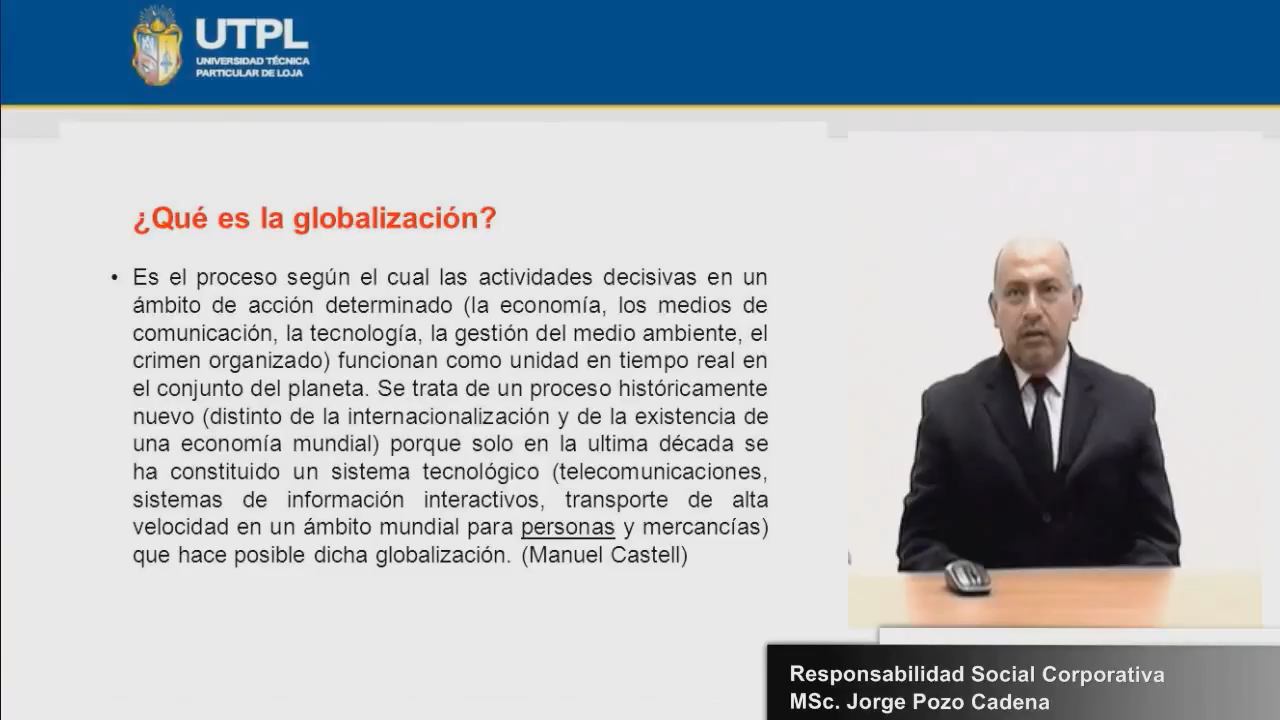 UTPL
UNIVERSIDAD TÉCNICA
PARTICULAR DE LOJA
¿Qué es la globalización?
• Es el proceso según el cual las actividades decisivas en un
ámbito de acción determinado (la economía, los medios de
comunicación, la tecnología, la gestión del medio ambiente, el
crimen organizado) funcionan como unidad en tiempo real en
el conjunto del planeta. Se trata de un proceso históricamente
nuevo (distinto de la internacionalización y de la existencia de
una economía mundial) porque solo en la ultima década se
ha constituido un sistema tecnológico (telecomunicaciones,
sistemas de información interactivos, transporte de alta
velocidad en un ámbito mundial para personas y mercancías)
que hace posible dicha globalización. (Manuel Castell)
Responsabilidad Social Corporativa
MSc. Jorge Pozo Cadena